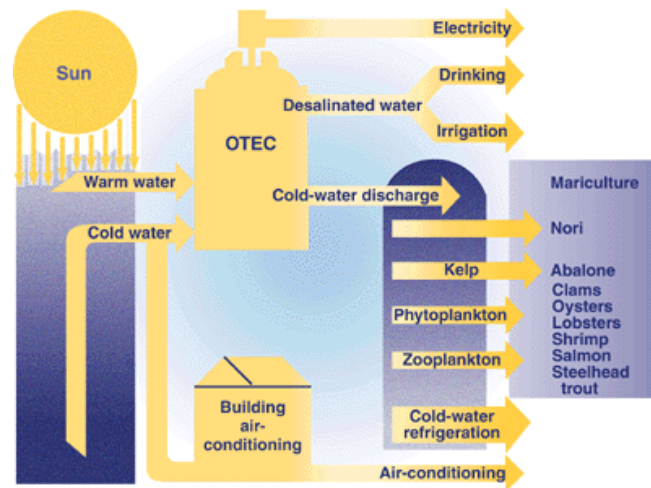 Sun
Warm water
Cold water
OTEC
Electricity
Desalinated water
Drinking
Irrigation
Cold-water discharge
Mariculture
Nori
Kelp
Abalone
Clams
Oysters
Lobsters
Shrimp
Salmon
Steelhead
trout
Phytoplankton
Zooplankton
Cold-water
refrigeration
Building
air-
conditioning
Air-conditioning